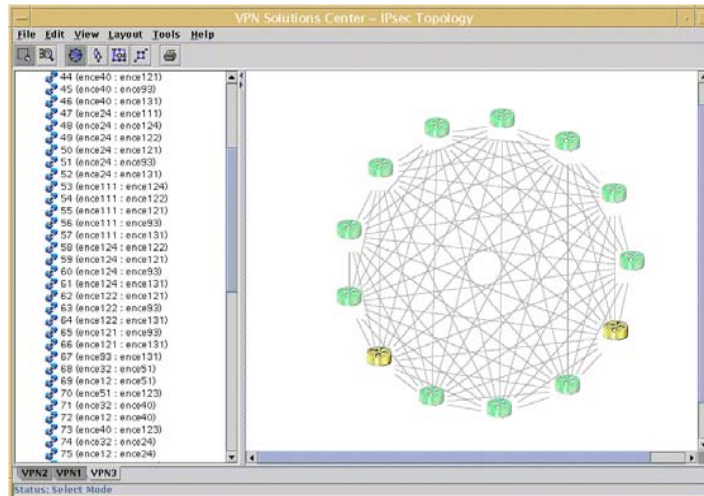 VPN Solutions Center – IPsec Topology
File Edit View Layout Tools Help
44 (ence40 : ence121)
45 (ence40 : ence93)
46 (ence40 : ence131)
47 (ence24 : ence111)
48 (ence24 : ence124)
49 (ence24 : ence122)
50 (ence24 : ence121)
51 (ence24 : ence93)
52 (ence24 : ence131)
53 (ence111 : ence124)
54 (ence111 : ence122)
55 (ence111 : ence121)
56 (ence111 : ence93)
57 (ence111 : ence131)
58 (ence124 : ence122)
59 (ence124 : ence121)
60 (ence124 : ence93)
61 (ence124 : ence131)
62 (ence122 : ence121)
63 (ence122 : ence93)
64 (ence122 : ence131)
65 (ence121 : ence93)
66 (ence121 : ence131)
67 (ence93 : ence131)
68 (ence32 : ence51)
69 (ence12 : ence51)
70 (ence51 : ence123)
71 (ence32 : ence40)
72 (ence12 : ence40)
73 (ence40 : ence123)
74 (ence32 : ence24)
75 (ence12 : ence24)
VPN2 VPN1 VPN3
Status: Select Mode